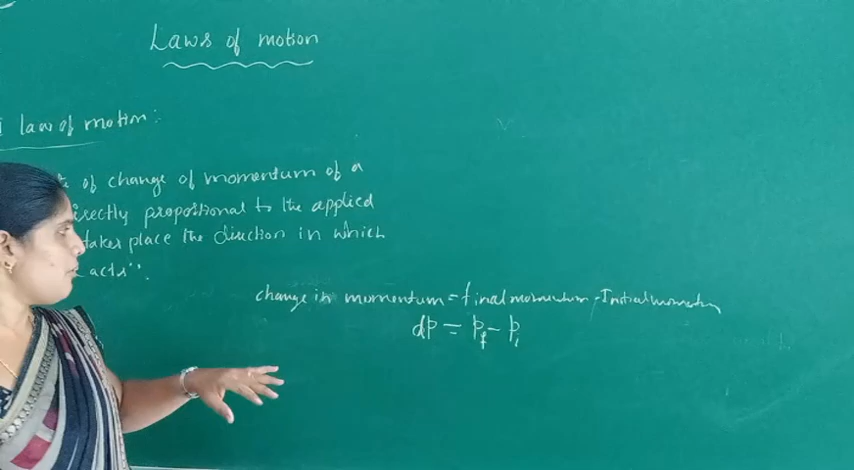 Laws of motion
law of motion:
of change of momentum of a
directly proportional to the applied
takes place the direction in which
acts".
change in momentum = final momentum - Initial momentum
dp = pf - pi